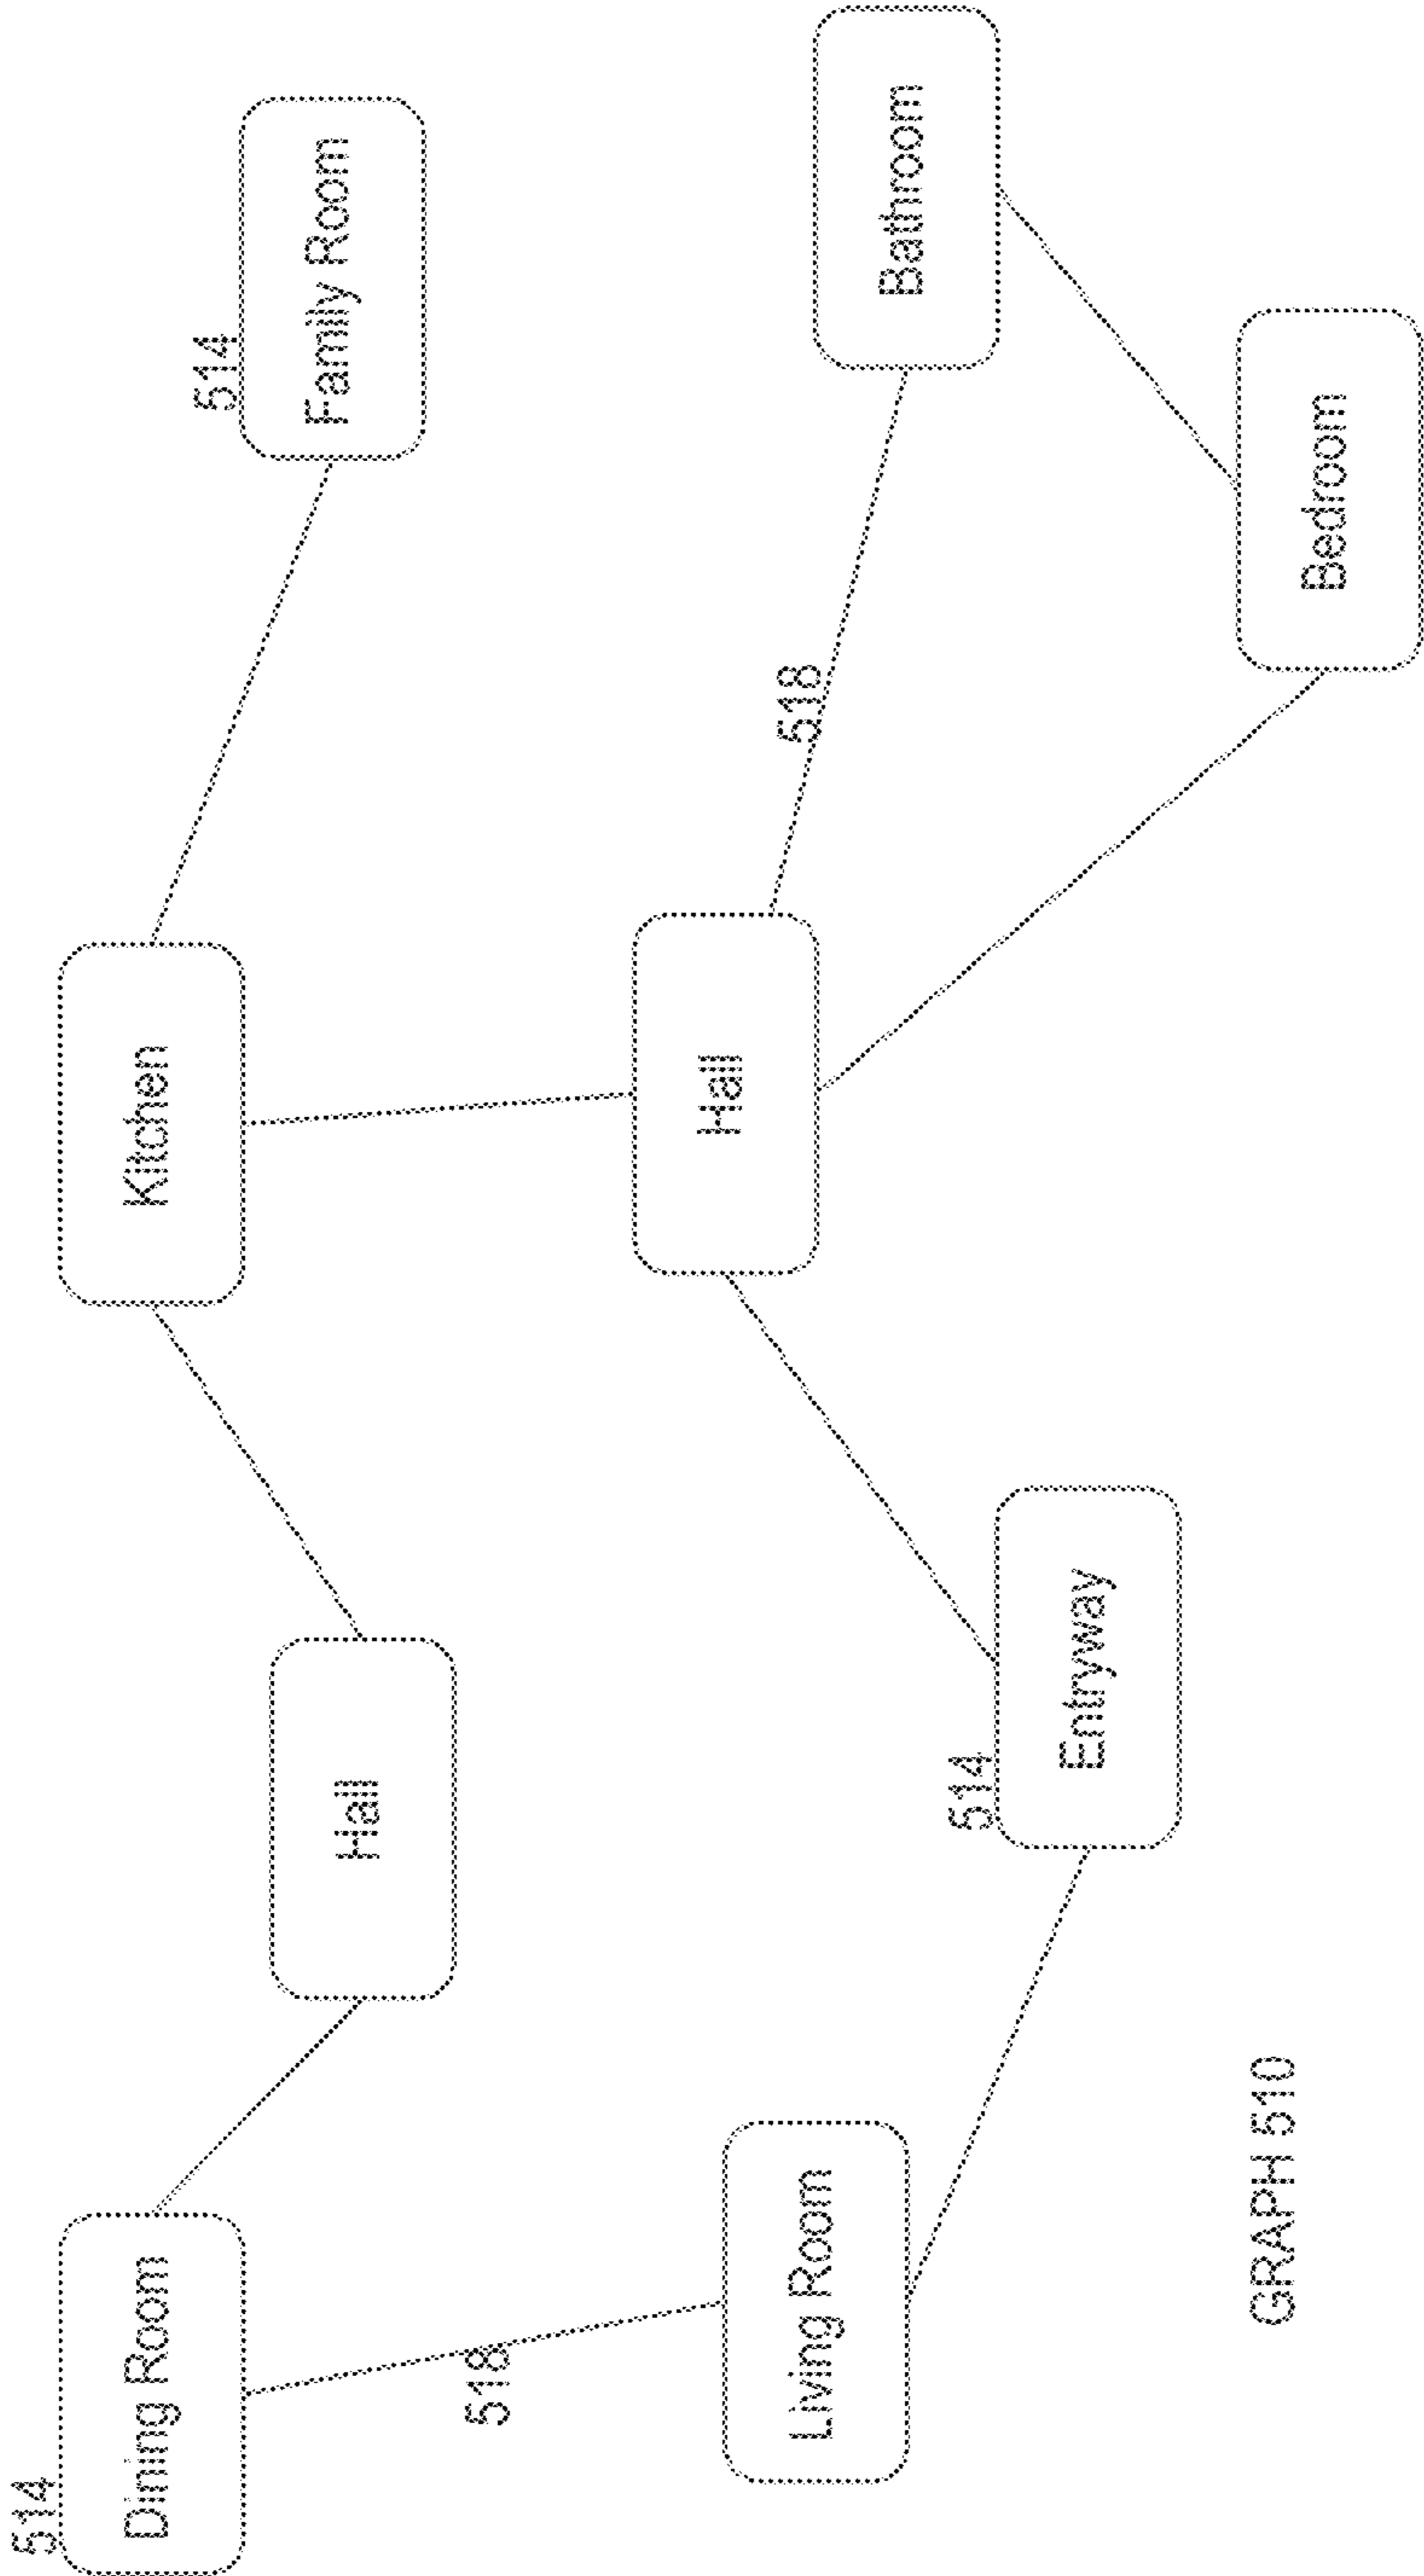 514
Dining Room
Kitchen
514
Family Room
Hall
518
Living Room
Hall
518
Bathroom
514
Entryway
Bedroom
GRAPH 510